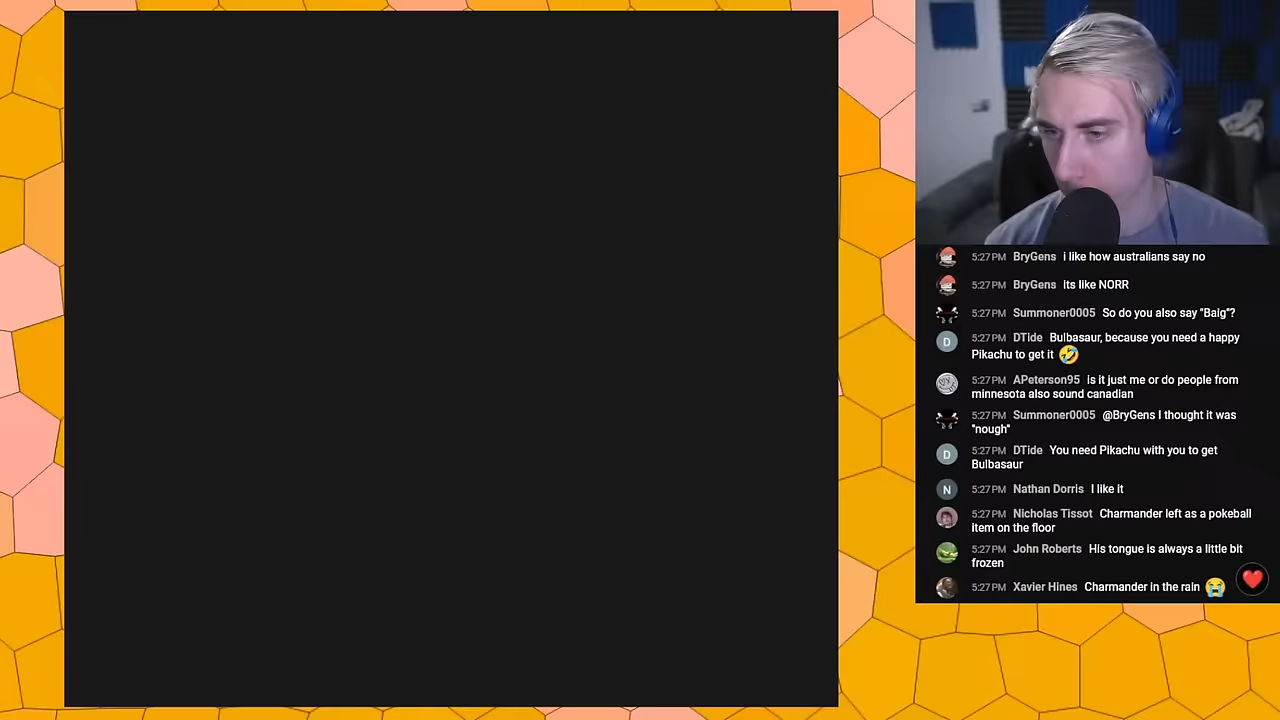 5:27 PM BryGens i like how australians say no
5:27 PM BryGens its like NORR
5:27 PM Summoner0005 So do you also say "Baig"?
D
5:27 PM DTide Bulbasaur, because you need a happy
Pikachu to get it 🤣
5:27 PM APeterson95 is it just me or do people from
minnesota also sound canadian
5:27 PM Summoner0005 @BryGens I thought it was
"nough"
D
5:27 PM DTide You need Pikachu with you to get
Bulbasaur
N
5:27 PM Nathan Dorris I like it
5:27 PM Nicholas Tissot Charmander left as a pokeball
item on the floor
5:27 PM John Roberts His tongue is always a little bit
frozen
5:27 PM Xavier Hines Charmander in the rain 😭